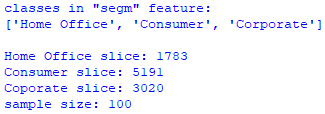 classes in "segm" feature:
['Home Office', 'Consumer', 'Corporate']
Home Office slice: 1783
Consumer slice: 5191
Coporate slice: 3020
sample size: 100